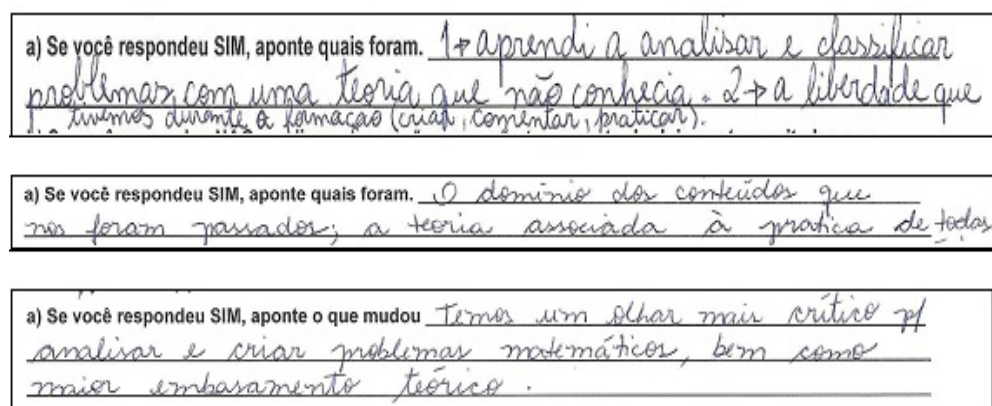 a) Se você respondeu SIM, aponte quais foram. 1→ aprendi a analisar e classificar
problemas, com uma teoria que não conhecia. 2→ a liberdade que
tivemos durante a formação (criar, comentar, praticar).
a) Se você respondeu SIM, aponte quais foram. O domínio dos conteúdos que
nos foram passados; a teoria associada à pratica de todas
a) Se você respondeu SIM, aponte o que mudou Temos um olhar mais crítico p/
analisar e criar problemas matemáticos, bem como
maior embasamento teórico.